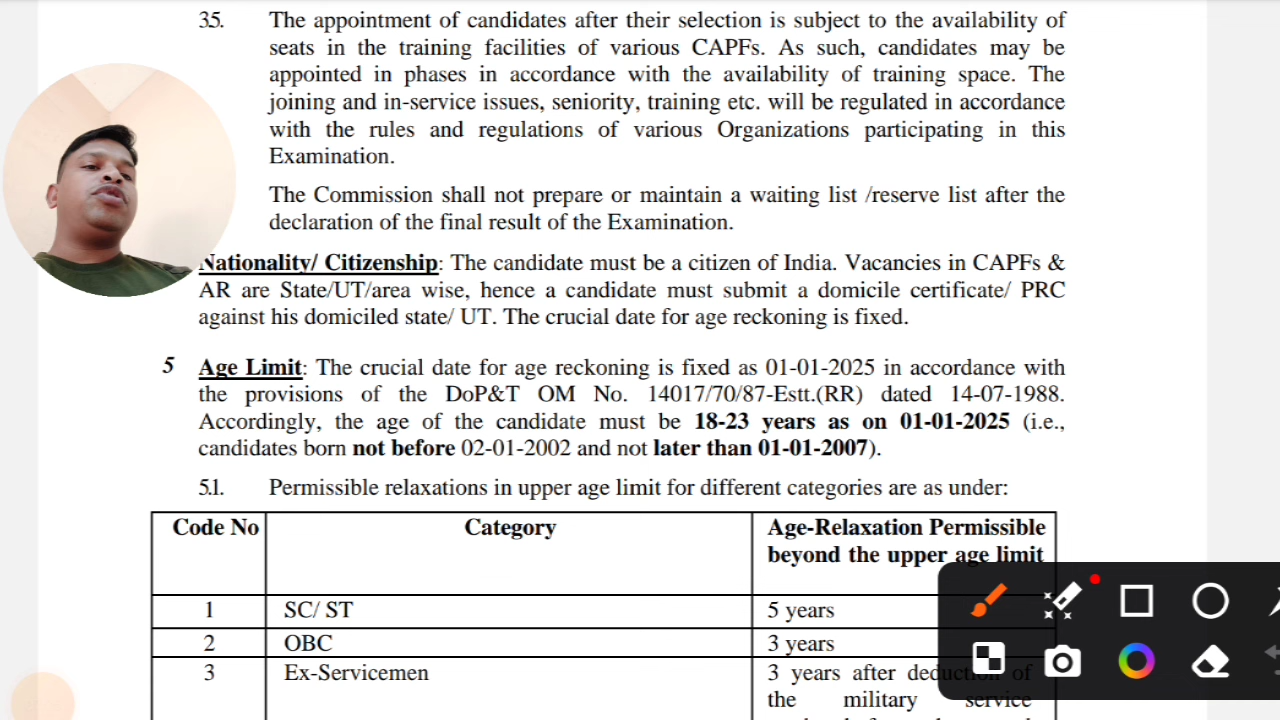 35. The appointment of candidates after their selection is subject to the availability of
seats in the training facilities of various CAPFs. As such, candidates may be
appointed in phases in accordance with the availability of training space. The
joining and in-service issues, seniority, training etc. will be regulated in accordance
with the rules and regulations of various Organizations participating in this
Examination.
The Commission shall not prepare or maintain a waiting list /reserve list after the
declaration of the final result of the Examination.
Nationality/ Citizenship: The candidate must be a citizen of India. Vacancies in CAPFs &
AR are State/UT/area wise, hence a candidate must submit a domicile certificate/ PRC
against his domiciled state/ UT. The crucial date for age reckoning is fixed.
5 Age Limit: The crucial date for age reckoning is fixed as 01-01-2025 in accordance with
the provisions of the DoP&T OM No. 14017/70/87-Estt.(RR) dated 14-07-1988.
Accordingly, the age of the candidate must be 18-23 years as on 01-01-2025 (i.e.,
candidates born not before 02-01-2002 and not later than 01-01-2007).
5.1. Permissible relaxations in upper age limit for different categories are as under:
Code No Category Age-Relaxation Permissible
beyond the upper age limit
1 SC/ ST 5 years
2 OBC 3 years
3 Ex-Servicemen 3 years after deduction of
the military service